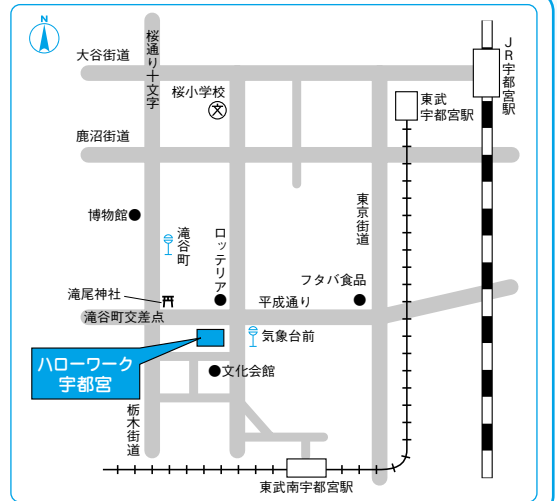 N
大谷街道
桜通り十文字
桜小学校
文
JR宇都宮駅
東武
宇都宮駅
鹿沼街道
博物館
滝谷町
ロッテリア
東京街道
フタバ食品
滝尾神社
平成通り
滝谷町交差点
気象台前
ハローワーク
宇都宮
文化会館
栃木街道
東武南宇都宮駅